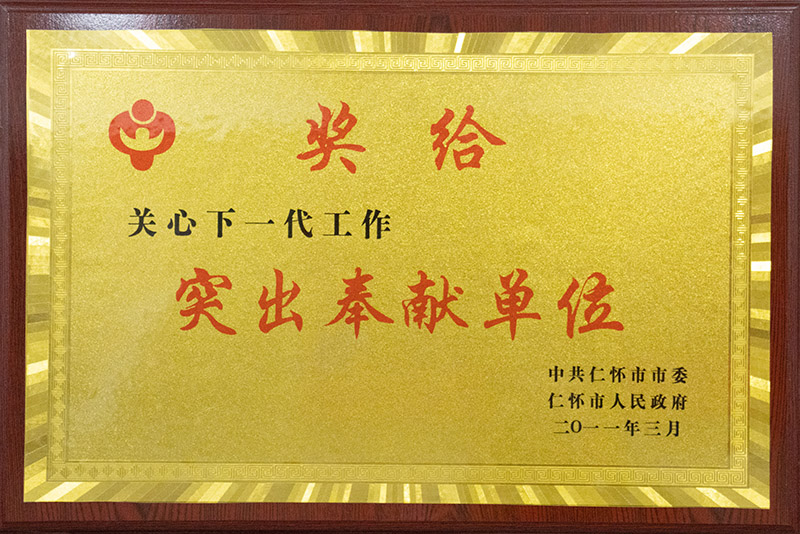 奖给
关心下一代工作
突出奉献单位
中共仁怀市市委
仁怀市人民政府
二〇一一年三月